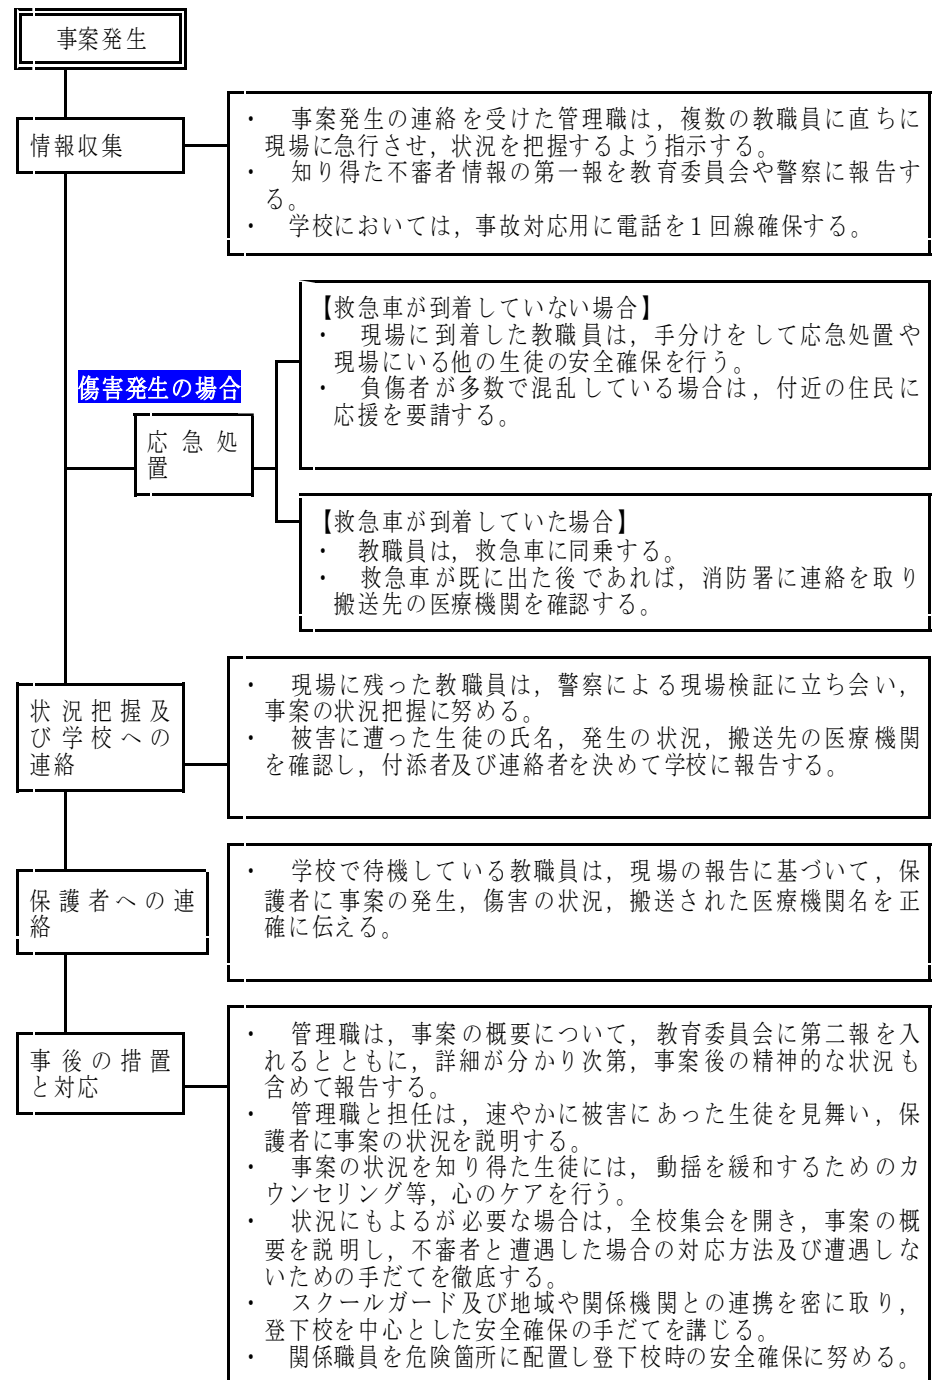 事案発生
情報収集
・　事案発生の連絡を受けた管理職は，複数の教職員に直ちに
現場に急行させ，状況を把握するよう指示する。
・　知り得た不審者情報の第一報を教育委員会や警察に報告す
る。
・　学校においては，事故対応用に電話を１回線確保する。
【救急車が到着していない場合】
・　現場に到着した教職員は，手分けをして応急処置や
現場にいる他の生徒の安全確保を行う。
・　負傷者が多数で混乱している場合は，付近の住民に
応援を要請する。
傷害発生の場合
応急処
置
【救急車が到着していた場合】
・　教職員は，救急車に同乗する。
・　救急車が既に出た後であれば，消防署に連絡を取り
搬送先の医療機関を確認する。
状況把握及
び学校への
連絡
・　現場に残った教職員は，警察による現場検証に立ち会い，
事案の状況把握に努める。
・　被害に遭った生徒の氏名，発生の状況，搬送先の医療機関
を確認し，付添者及び連絡者を決めて学校に報告する。
保護者への連
絡
・　学校で待機している教職員は，現場の報告に基づいて，保
護者に事案の発生，傷害の状況，搬送された医療機関名を正
確に伝える。
事後の措置
と対応
・　管理職は，事案の概要について，教育委員会に第二報を入
れるとともに，詳細が分かり次第，事案後の精神的な状況も
含めて報告する。
・　管理職と担任は，速やかに被害にあった生徒を見舞い，保
護者に事案の状況を説明する。
・　事案の状況を知り得た生徒には，動揺を緩和するためのカ
ウンセリング等，心のケアを行う。
・　状況にもよるが必要な場合は，全校集会を開き，事案の概
要を説明し，不審者と遭遇した場合の対応方法及び遭遇しな
いための手だてを徹底する。
・　スクールガード及び地域や関係機関との連携を密に取り，
登下校を中心とした安全確保の手だてを講じる。
・　関係職員を危険箇所に配置し登下校時の安全確保に努める。